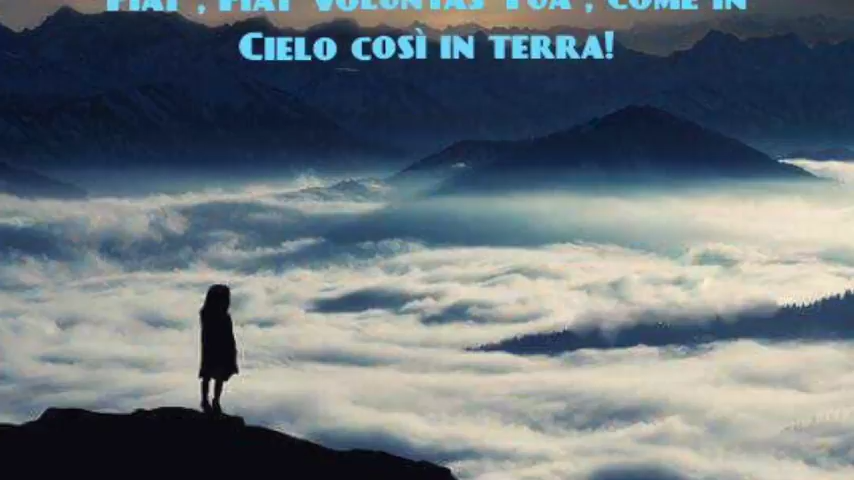 Fiat , Fiat Voluntas Tua , come in
Cielo così in terra!